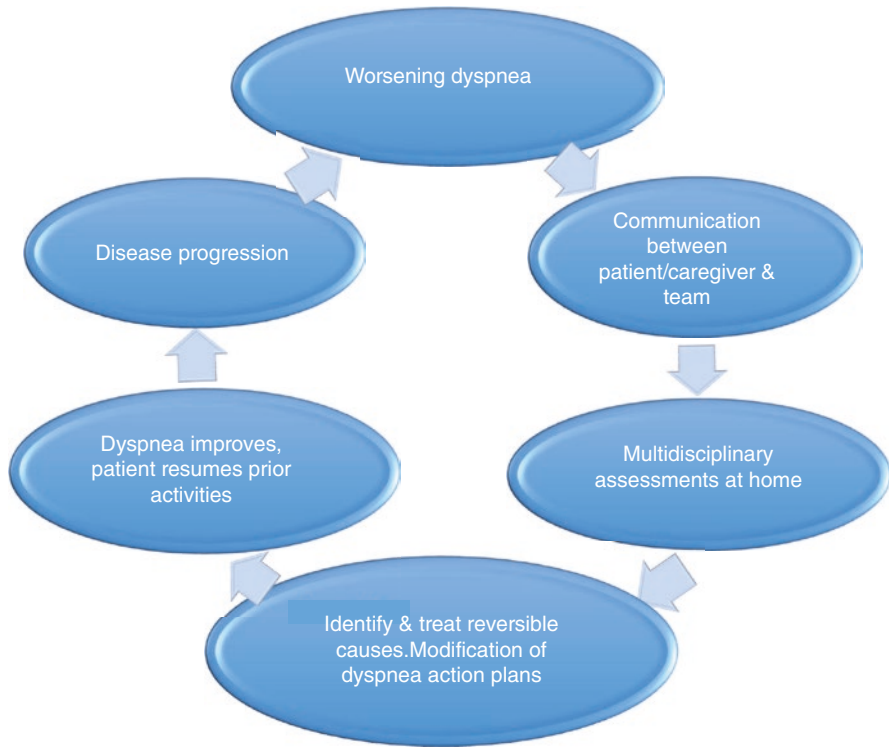 Worsening dyspnea
Communication
between
patient/caregiver &
team
Multidisciplinary
assessments at home
Identify & treat reversible
causes.Modification of
dyspnea action plans
Dyspnea improves,
patient resumes prior
activities
Disease progression